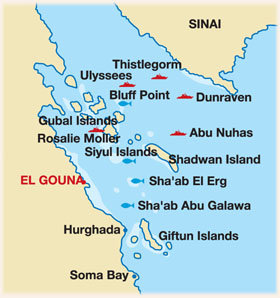 SINAI
Thistlegorm
Ulyssees
Bluff Point
Dunraven
Gubal Islands
Abu Nuhas
Rosalie Moller
Siyul Islands
Shadwan Island
EL GOUNA
Sha'ab El Erg
Sha'ab Abu Galawa
Hurghada
Giftun Islands
Soma Bay